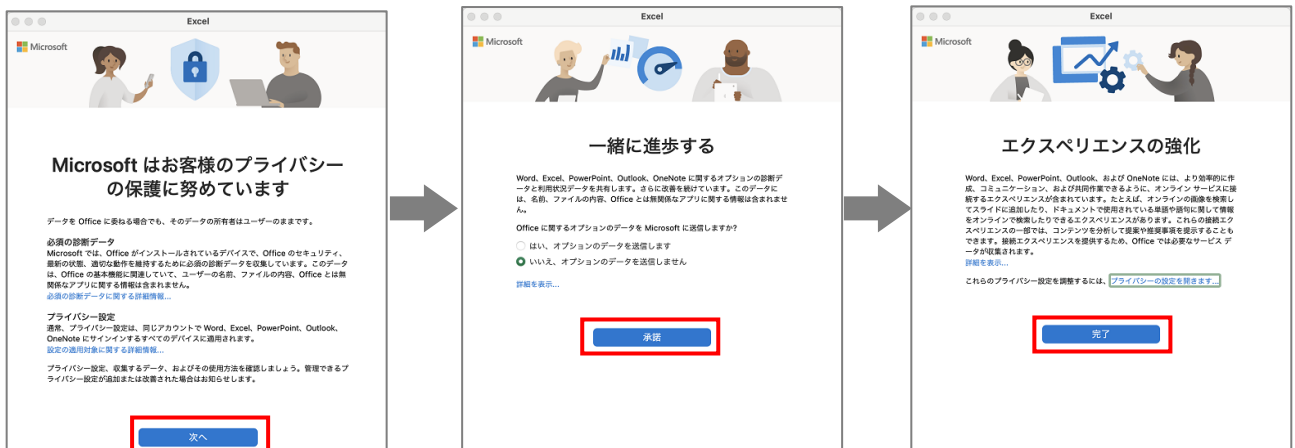 Excel
Microsoft
Microsoft はお客様のプライバシー
の保護に努めています
データを Office に委ねる場合でも、そのデータの所有者はユーザーのままです。
必須の診断データ
Microsoft では、Office がインストールされているデバイスで、Office のセキュリティ、
最新の状態、適切な動作を維持するために必須の診断データを収集しています。このデータ
は、Office の基本機能に関連していて、ユーザーの名前、ファイルの内容、Office とは無
関係なアプリに関する情報は含まれません。
必須の診断データに関する詳細情報...
プライバシー設定
通常、プライバシー設定は、同じアカウントで Word、Excel、PowerPoint、Outlook、
OneNote にサインインするすべてのデバイスに適用されます。
設定の適用対象に関する詳細情報...
プライバシー設定、収集するデータ、およびその使用方法を確認しましょう。管理できるプ
ライバシー設定が追加または改善された場合はお知らせします。
次へ
Excel
Microsoft
一緒に進歩する
Word、Excel、PowerPoint、Outlook、OneNote に関するオプションの診断デ
ータと利用状況データを共有します。さらに改善を続けています。このデータに
は、名前、ファイルの内容、Office とは無関係なアプリに関する情報は含まれませ
ん。
Office に関するオプションのデータを Microsoft に送信しますか?
はい、オプションのデータを送信します
いいえ、オプションのデータを送信しません
詳細を表示...
承諾
Excel
Microsoft
エクスペリエンスの強化
Word、Excel、PowerPoint、Outlook、および OneNote には、より効率的に作
成、コミュニケーション、および共同作業できるように、オンライン サービスに接
続するエクスペリエンスが含まれています。たとえば、オンラインの画像を検索し
てスライドに追加したり、ドキュメントで使用されている単語や語句に関して情報
をオンラインで検索したりできるエクスペリエンスがあります。これらの接続エク
スペリエンスの一部では、コンテンツを分析して提案や推奨事項を提示することも
できます。接続エクスペリエンスを提供するため、Office では必要なサービス デ
ータが収集されます。
詳細を表示...
これらのプライバシー設定を調整するには、プライバシーの設定を開きます...
完了